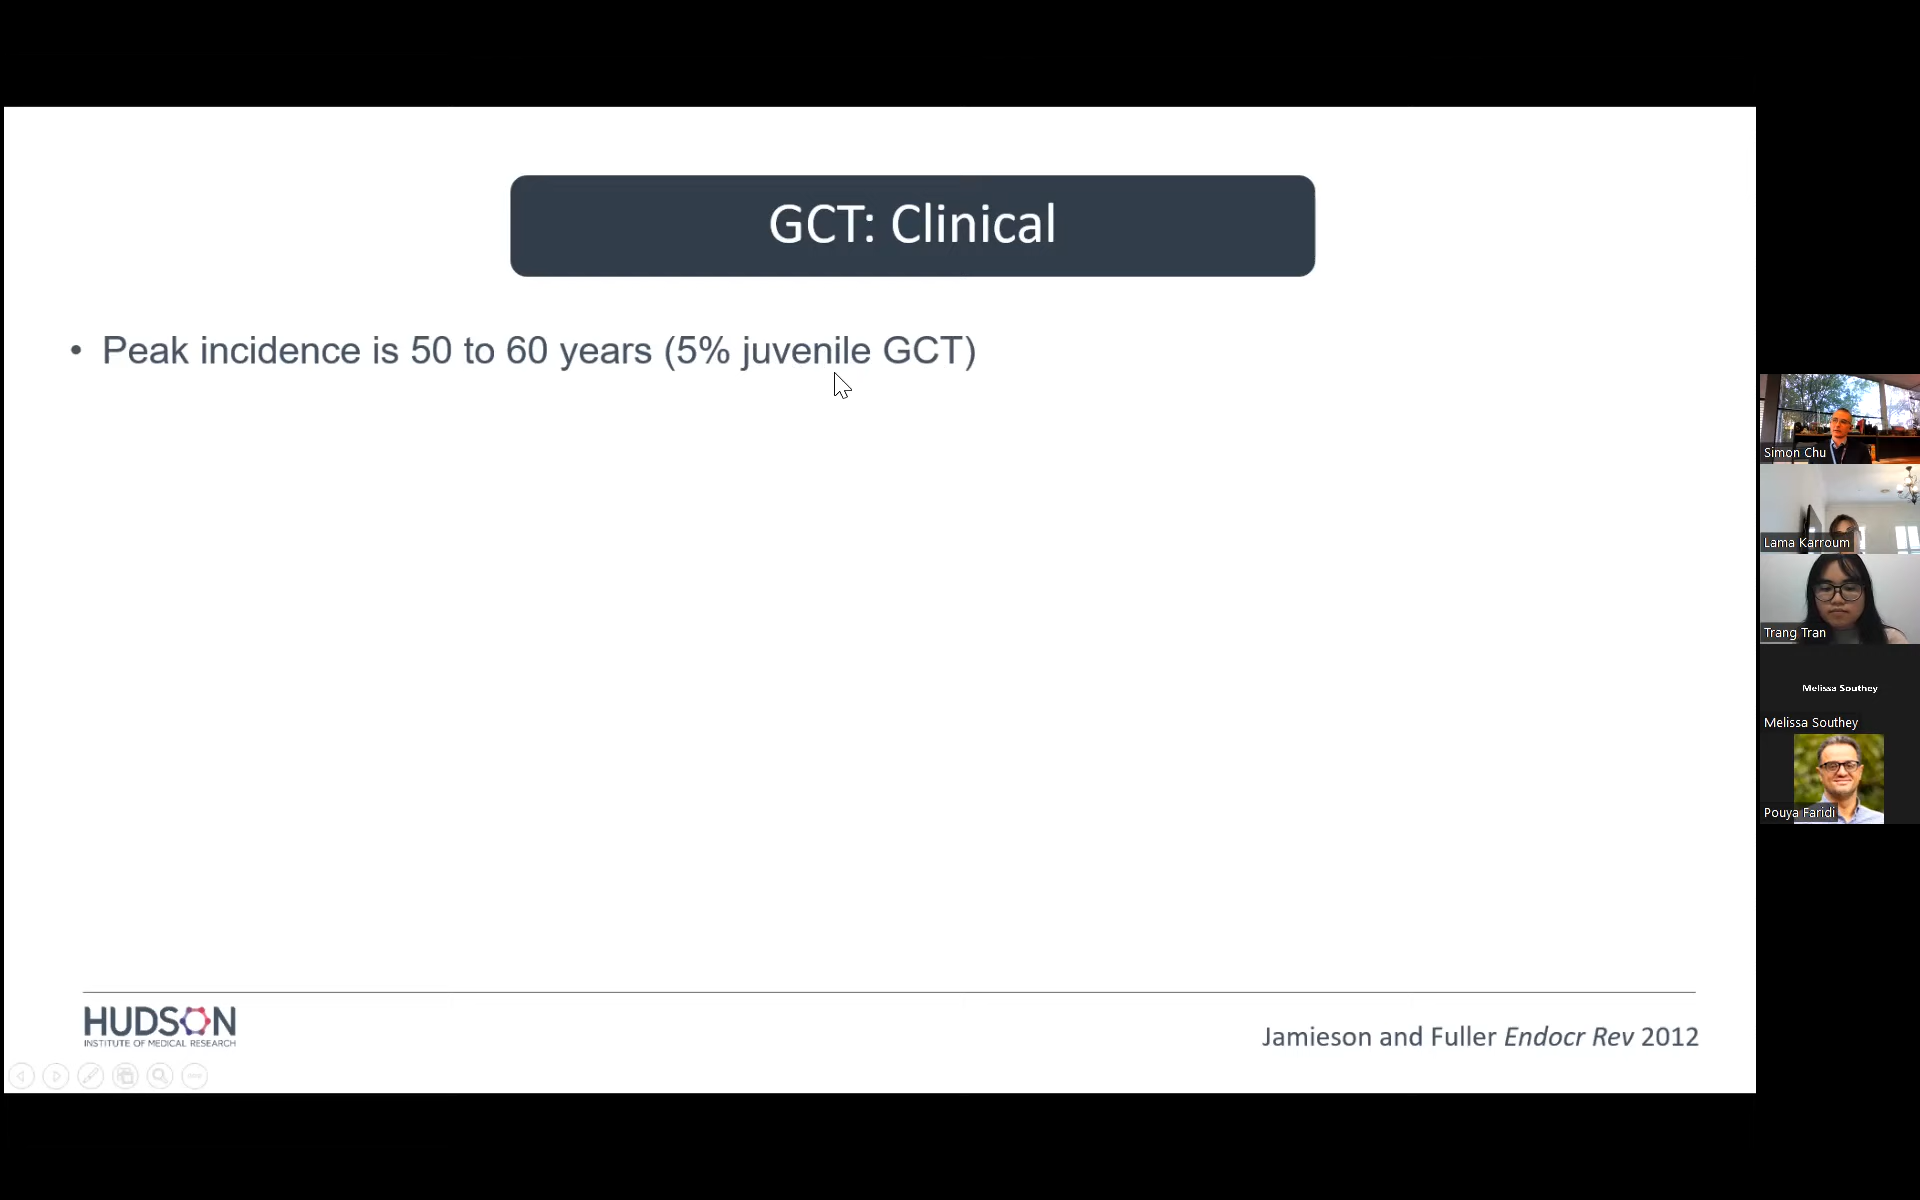 GCT: Clinical
• Peak incidence is 50 to 60 years (5% juvenile GCT)
HUDSON
INSTITUTE OF MEDICAL RESEARCH
Jamieson and Fuller Endocr Rev 2012
Simon Chu
Lama Karroum
Trang Tran
Melissa Southey
Melissa Southey
Pouya Faridi